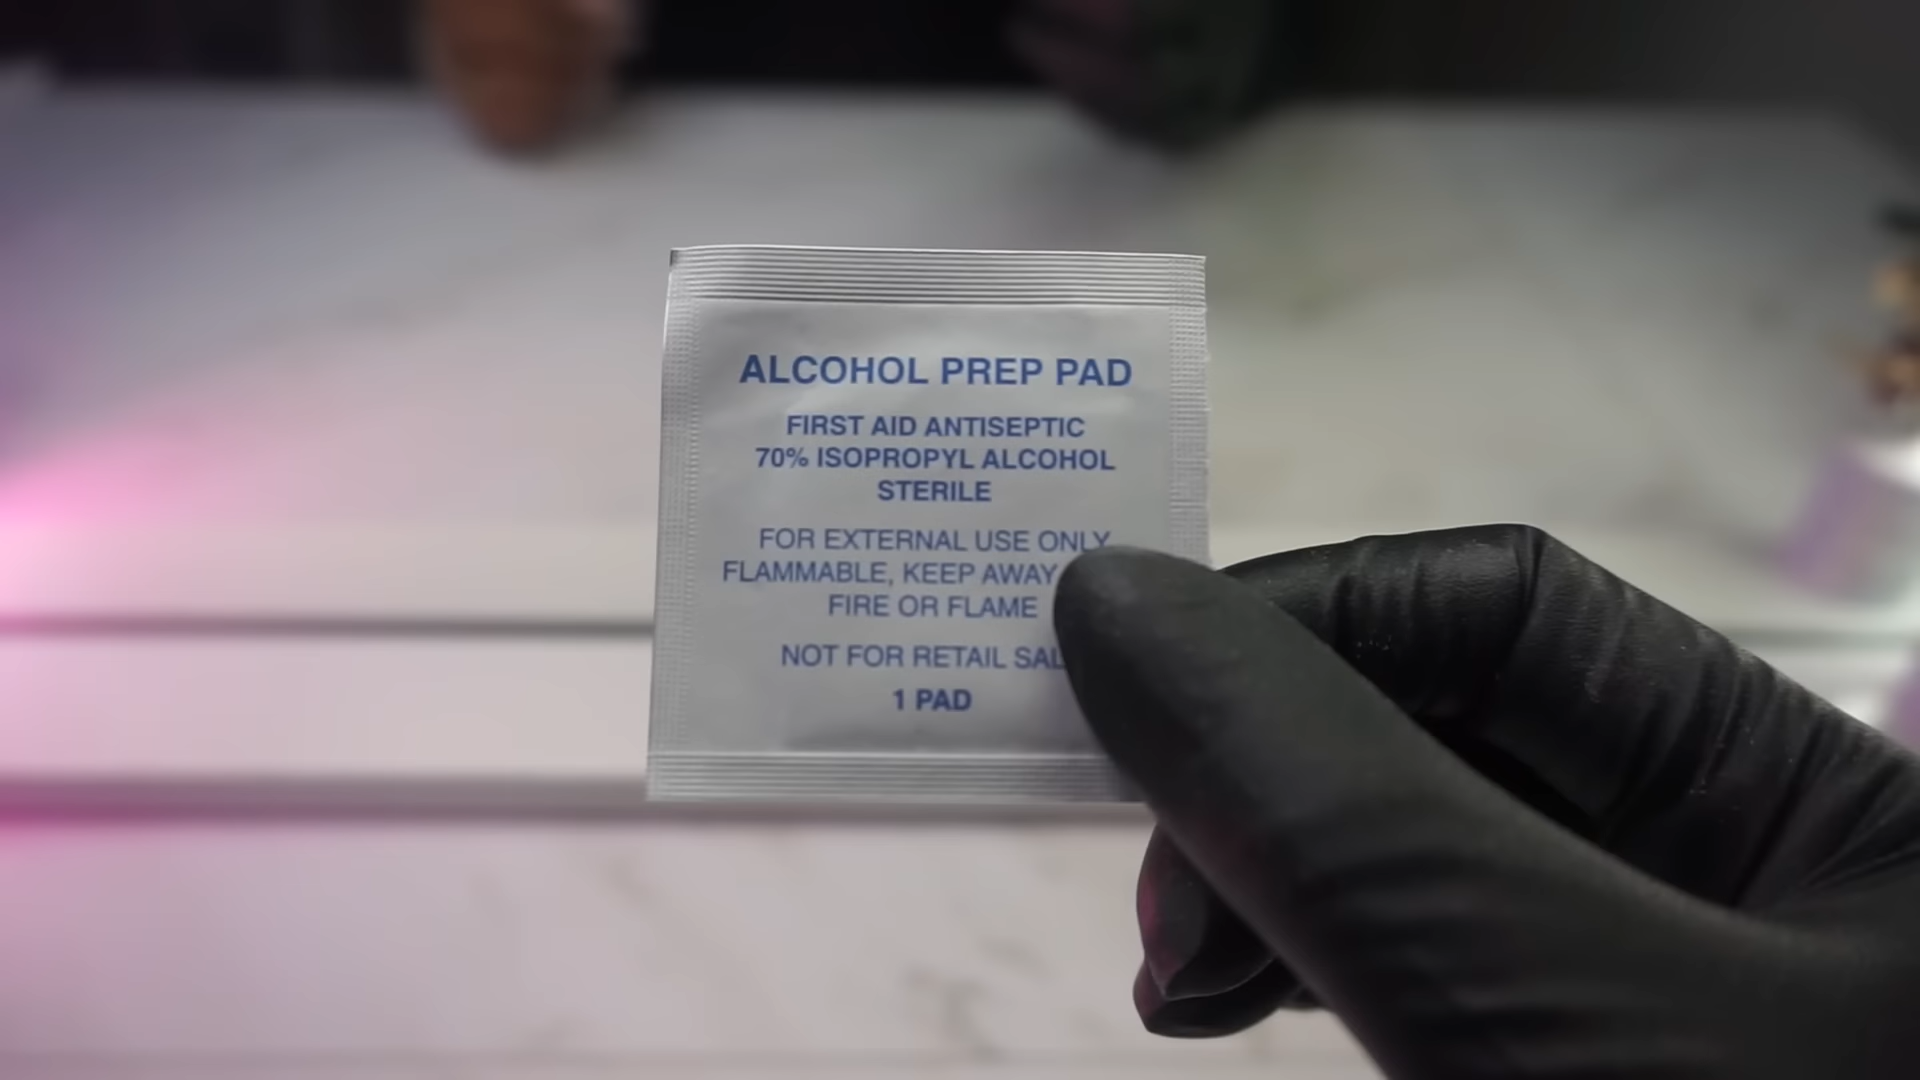 ALCOHOL PREP PAD
FIRST AID ANTISEPTIC
70% ISOPROPYL ALCOHOL
STERILE
FOR EXTERNAL USE ONLY
FLAMMABLE, KEEP AWAY
FIRE OR FLAME
NOT FOR RETAIL
1 PAD